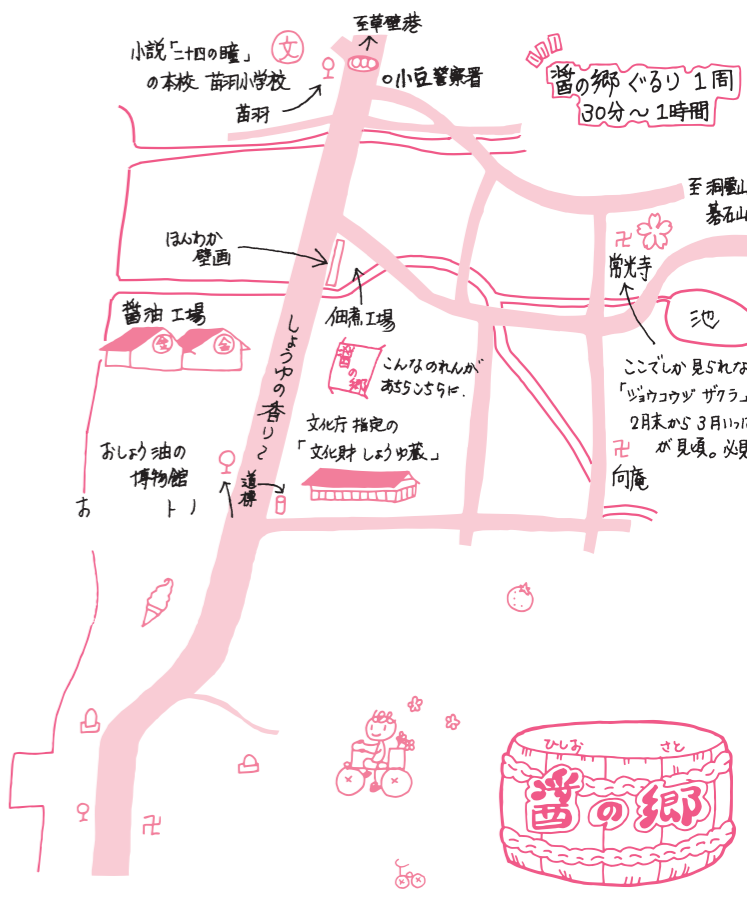 至草壁港
小説「二十四の瞳」
の本校 苗羽小学校
文
小豆警察署
苗羽
醤の郷 ぐるり 1周
30分〜1時間
至 洞雲山
碁石山
ほんわか
壁画
常光寺
醤油工場
佃煮工場
池
しょうゆの香り〜
醤の郷
こんなのれんが
あちらこちらに.
ここでしか見られな
「ジョウコウジザクラ」
2月末から3月いっ
が見頃。必見
文化庁指定の
「文化財しょうゆ蔵」
おしょう油の
博物館
道標
向庵
ひしお さと
醤の郷